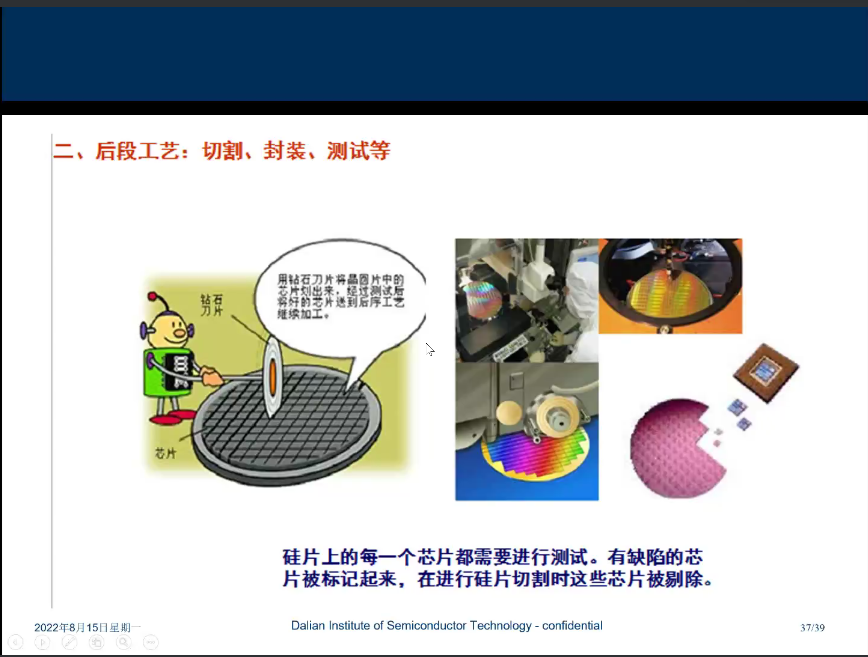 二、后段工艺：切割、封装、测试等
用钻石刀片将晶圆片中的
芯片划出来，经过测试后
将好的芯片送到后序工艺
继续加工。
钻石
刀片
芯片
硅片上的每一个芯片都需要进行测试。有缺陷的芯
片被标记起来，在进行硅片切割时这些芯片被剔除。
2022年8月15日星期一
Dalian Institute of Semiconductor Technology - confidential
37/39